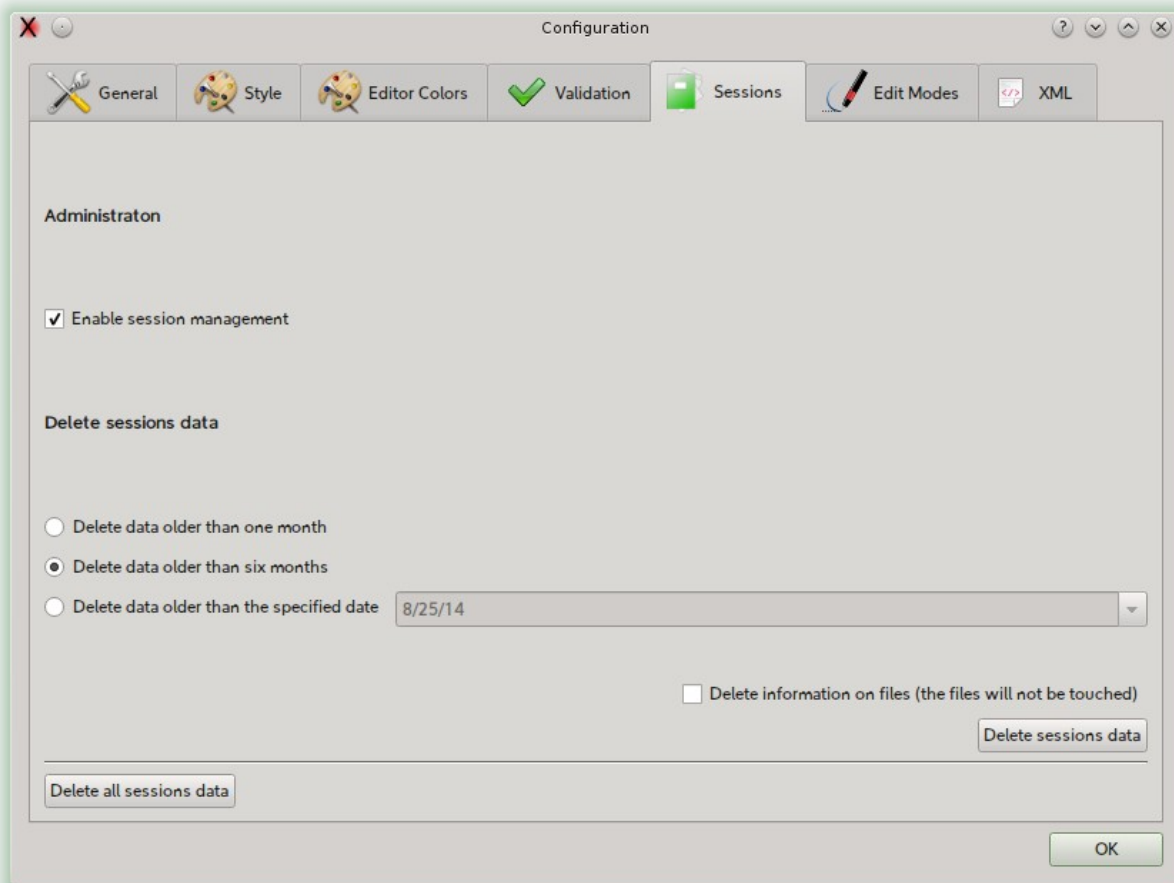 Configuration
General
Style
Editor Colors
Validation
Sessions
Edit Modes
XML
Administraton
Enable session management
Delete sessions data
Delete data older than one month
Delete data older than six months
Delete data older than the specified date 8/25/14
Delete information on files (the files will not be touched)
Delete sessions data
Delete all sessions data
OK